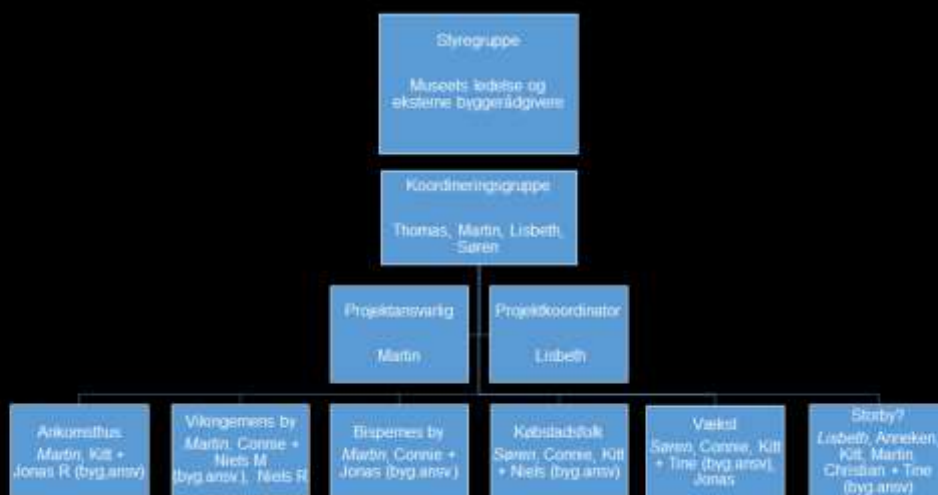 Styregruppe
Museets ledelse og
eksterne byggerådgivere
Koordineringsgruppe
Thomas, Martin, Lisbeth,
Søren
Projektansvarlig
Martin
Projektkoordinator
Lisbeth
Ankomsthus
Martin, Kitt +
Jonas R (byg.ansv)
Vikingernens by
Martin, Connie +
Niels M
(byg.ansv), Niels R
Bispernes by
Martin, Connie +
Jonas (byg.ansv.)
Købstadsfolk
Søren, Connie, Kitt
+ Niels (byg.ansv)
Vækst
Søren, Connie, Kitt
+ Tine (byg.ansv),
Jonas
Storby?
Lisbeth, Anneken,
Kitt, Martin,
Christian + Tine
(byg.ansv)